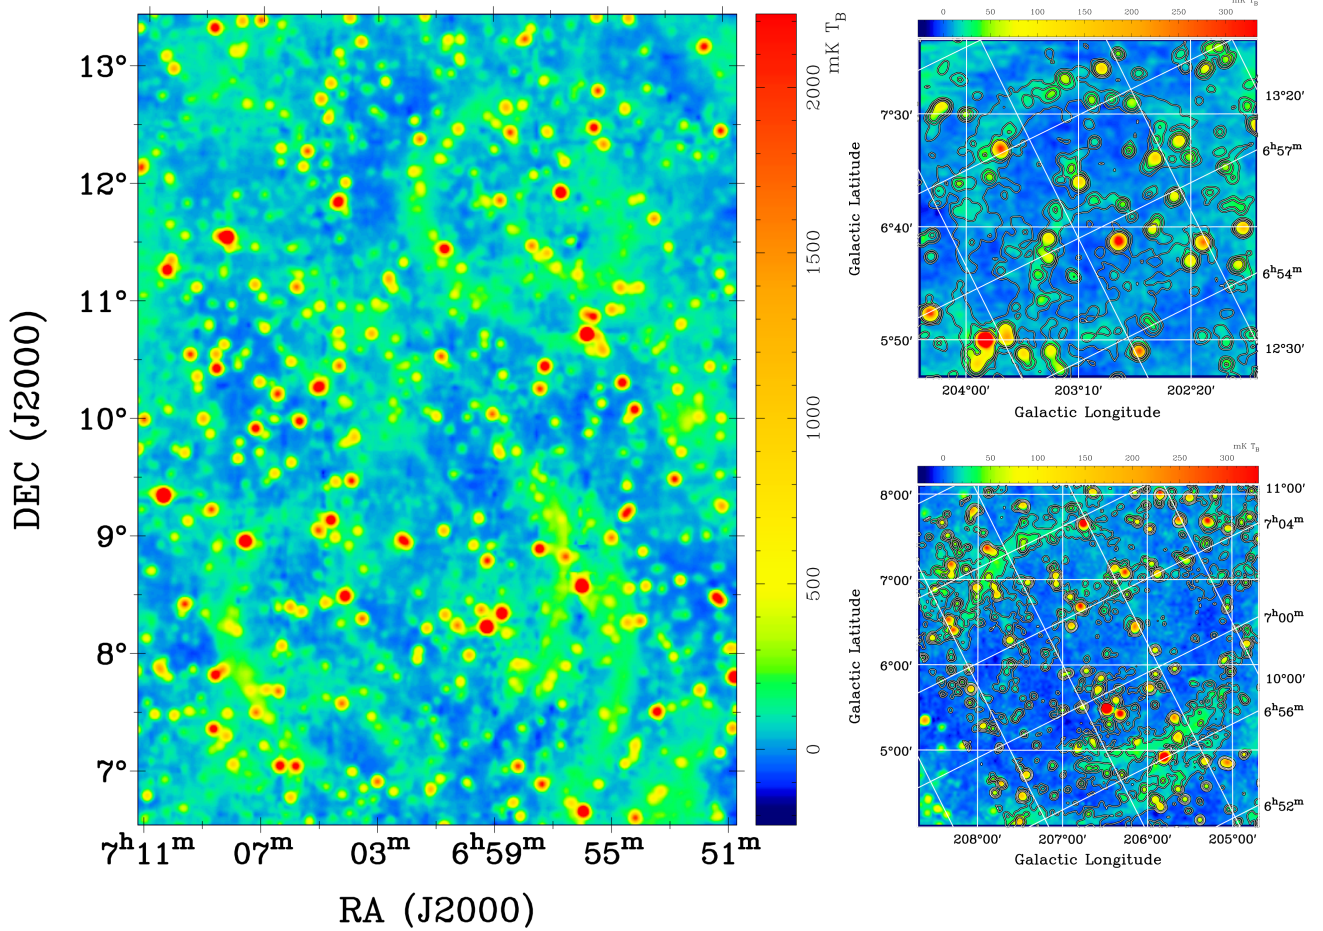 13°
12°
11°
10°
9°
8°
7°
DEC (J2000)
7ʰ11ᵐ 07ᵐ 03ᵐ 6ʰ59ᵐ 55ᵐ 51ᵐ
RA (J2000)
mK T_B
2000
1500
1000
500
0
mK T_B
0 50 100 150 200 250 300
7°30′
6°40′
5°50′
Galactic Latitude
13°20′
6ʰ57ᵐ
6ʰ54ᵐ
12°30′
204°00′ 203°10′ 202°20′
Galactic Longitude
mK T_B
0 50 100 150 200 250 300
8°00′
7°00′
6°00′
5°00′
Galactic Latitude
11°00′
7ʰ04ᵐ
7ʰ00ᵐ
10°00′
6ʰ56ᵐ
6ʰ52ᵐ
208°00′ 207°00′ 206°00′ 205°00′
Galactic Longitude